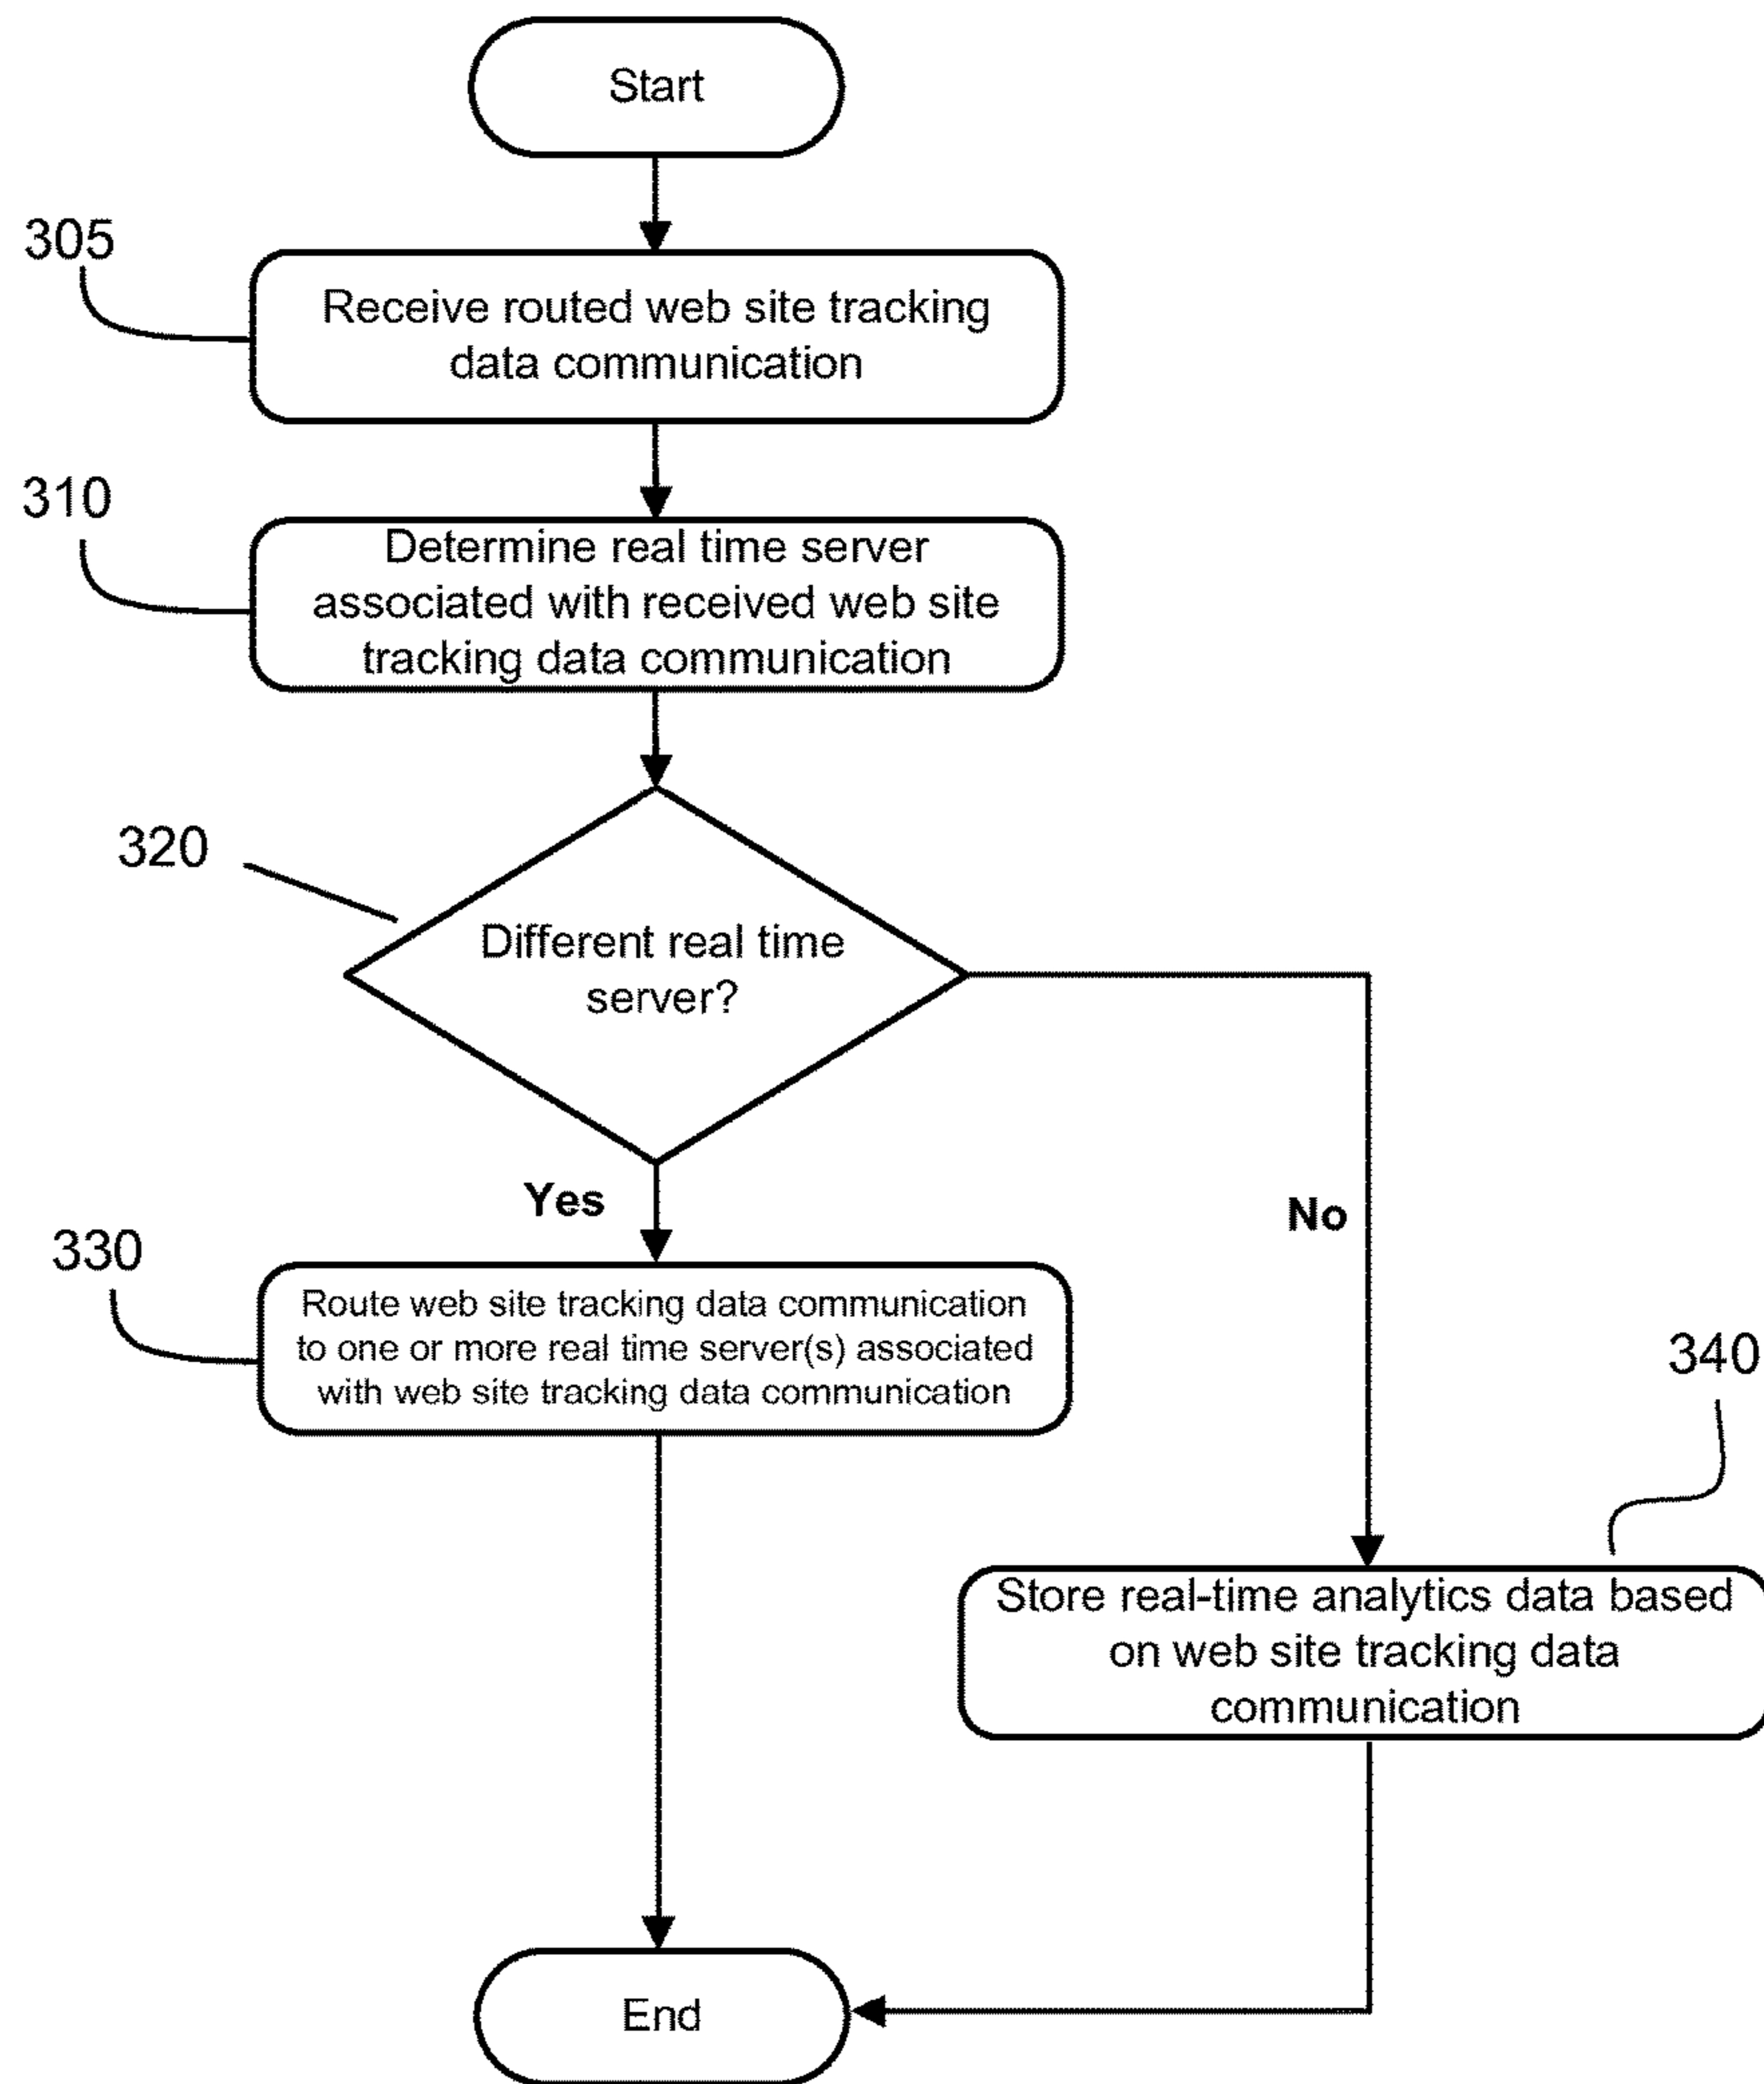 Start
305
Receive routed web site tracking
data communication
310
Determine real time server
associated with received web site
tracking data communication
320
Different real time
server?
Yes
No
330
Route web site tracking data communication
to one or more real time server(s) associated
with web site tracking data communication
340
Store real-time analytics data based
on web site tracking data
communication
End